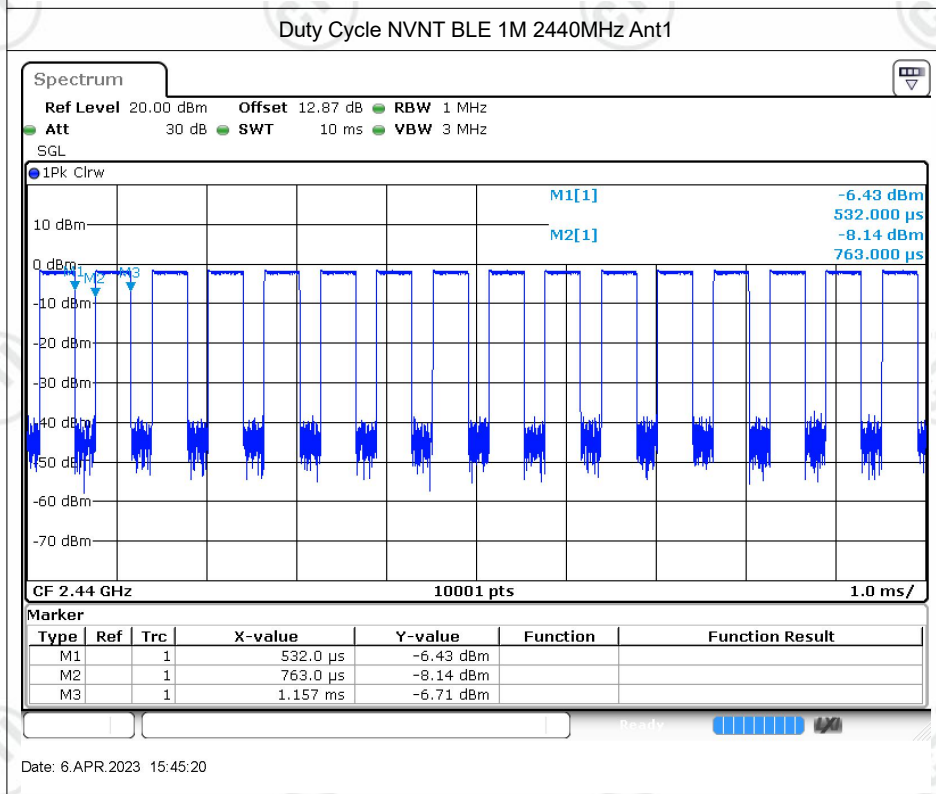 Duty Cycle NVNT BLE 1M 2440MHz Ant1
Spectrum
Ref Level 20.00 dBm Offset 12.87 dB RBW 1 MHz
Att 30 dB SWT 10 ms VBW 3 MHz
SGL
1Pk Clrw
M1[1] -6.43 dBm
532.000 µs
10 dBm
M2[1] -8.14 dBm
763.000 µs
0 dBm
M1 M2 M3
-10 dBm
-20 dBm
-30 dBm
-40 dBm
-50 dBm
-60 dBm
-70 dBm
CF 2.44 GHz 10001 pts 1.0 ms/
Marker
Type Ref Trc X-value Y-value Function Function Result
M1 1 532.0 µs -6.43 dBm
M2 1 763.0 µs -8.14 dBm
M3 1 1.157 ms -6.71 dBm
Ready LXI
Date: 6.APR.2023 15:45:20